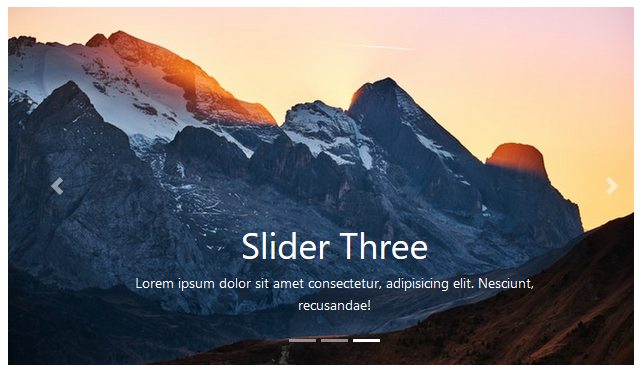 Slider Three
Lorem ipsum dolor sit amet consectetur, adipisicing elit. Nesciunt,
recusandae!